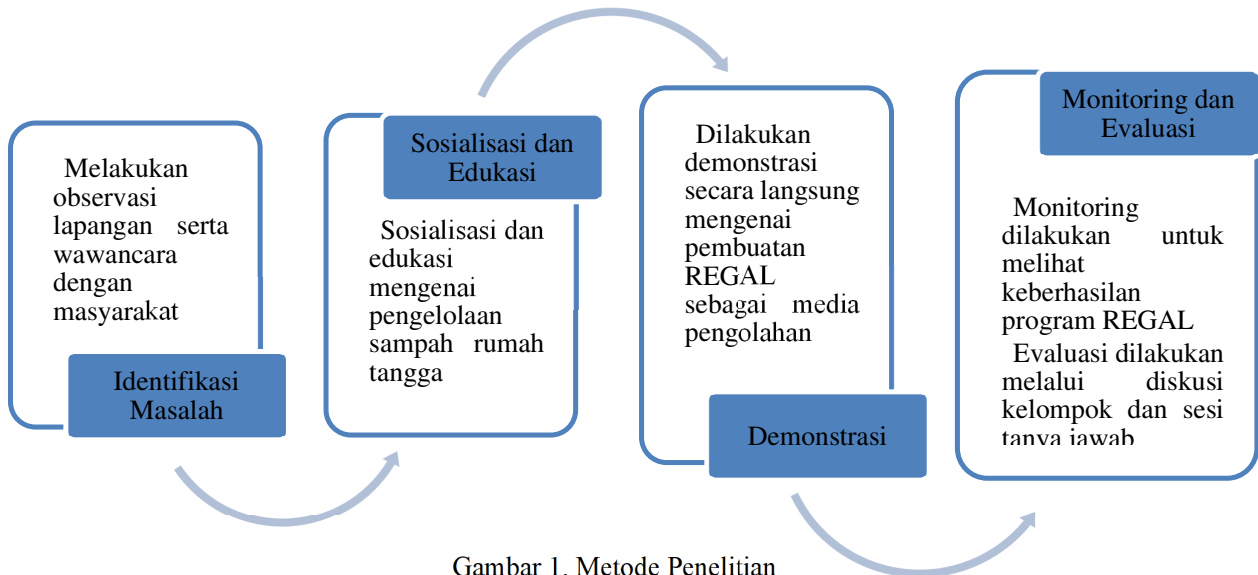 Melakukan
observasi
lapangan serta
wawancara
dengan
masyarakat
Identifikasi
Masalah
Sosialisasi dan
Edukasi
Sosialisasi dan
edukasi
mengenai
pengelolaan
sampah rumah
tangga
Dilakukan
demonstrasi
secara langsung
mengenai
pembuatan
REGAL
sebagai media
pengolahan
Demonstrasi
Monitoring dan
Evaluasi
Monitoring
dilakukan untuk
melihat
keberhasilan
program REGAL
Evaluasi dilakukan
melalui diskusi
kelompok dan sesi
tanya jawab
Gambar 1. Metode Penelitian